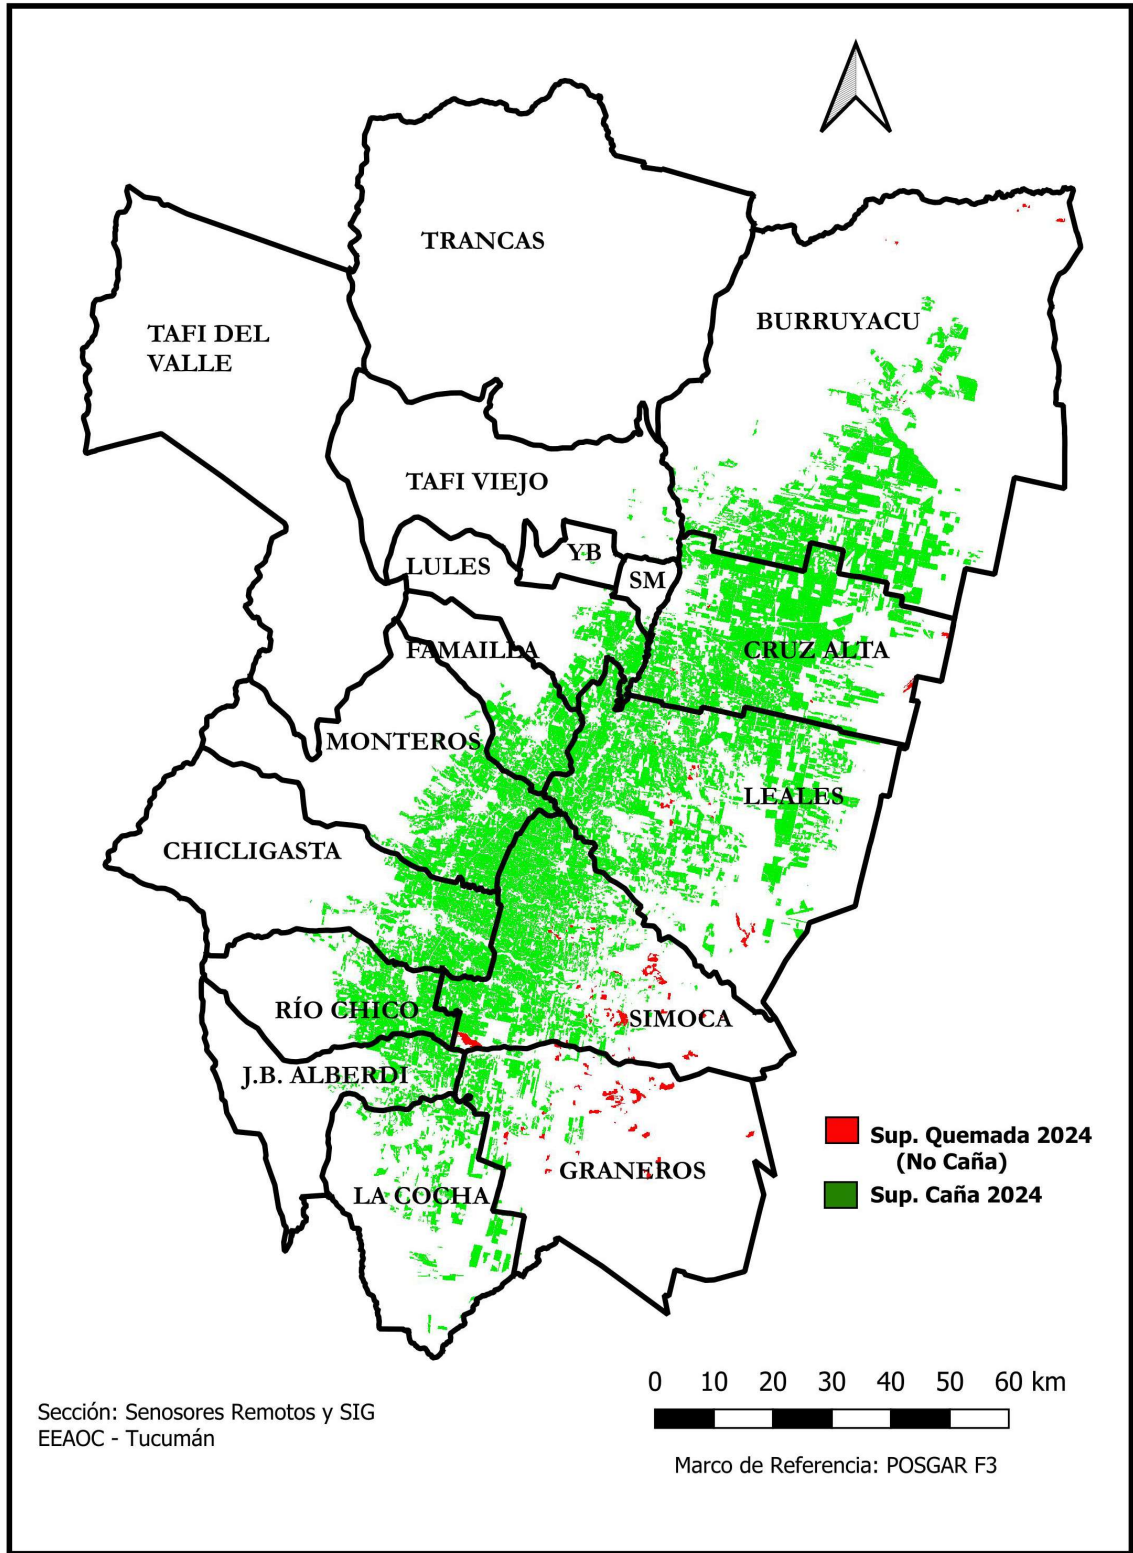 TRANCAS
BURRUYACU
TAFI DEL
VALLE
TAFI VIEJO
YB
LULES
SM
FAMAILLA
CRUZ ALTA
MONTEROS
LEALES
CHICLIGASTA
RÍO CHICO
SIMOCA
J.B. ALBERDI
GRANEROS
LA COCHA
Sup. Quemada 2024
(No Caña)
Sup. Caña 2024
0 10 20 30 40 50 60 km
Sección: Senosores Remotos y SIG
EEAOC - Tucumán
Marco de Referencia: POSGAR F3